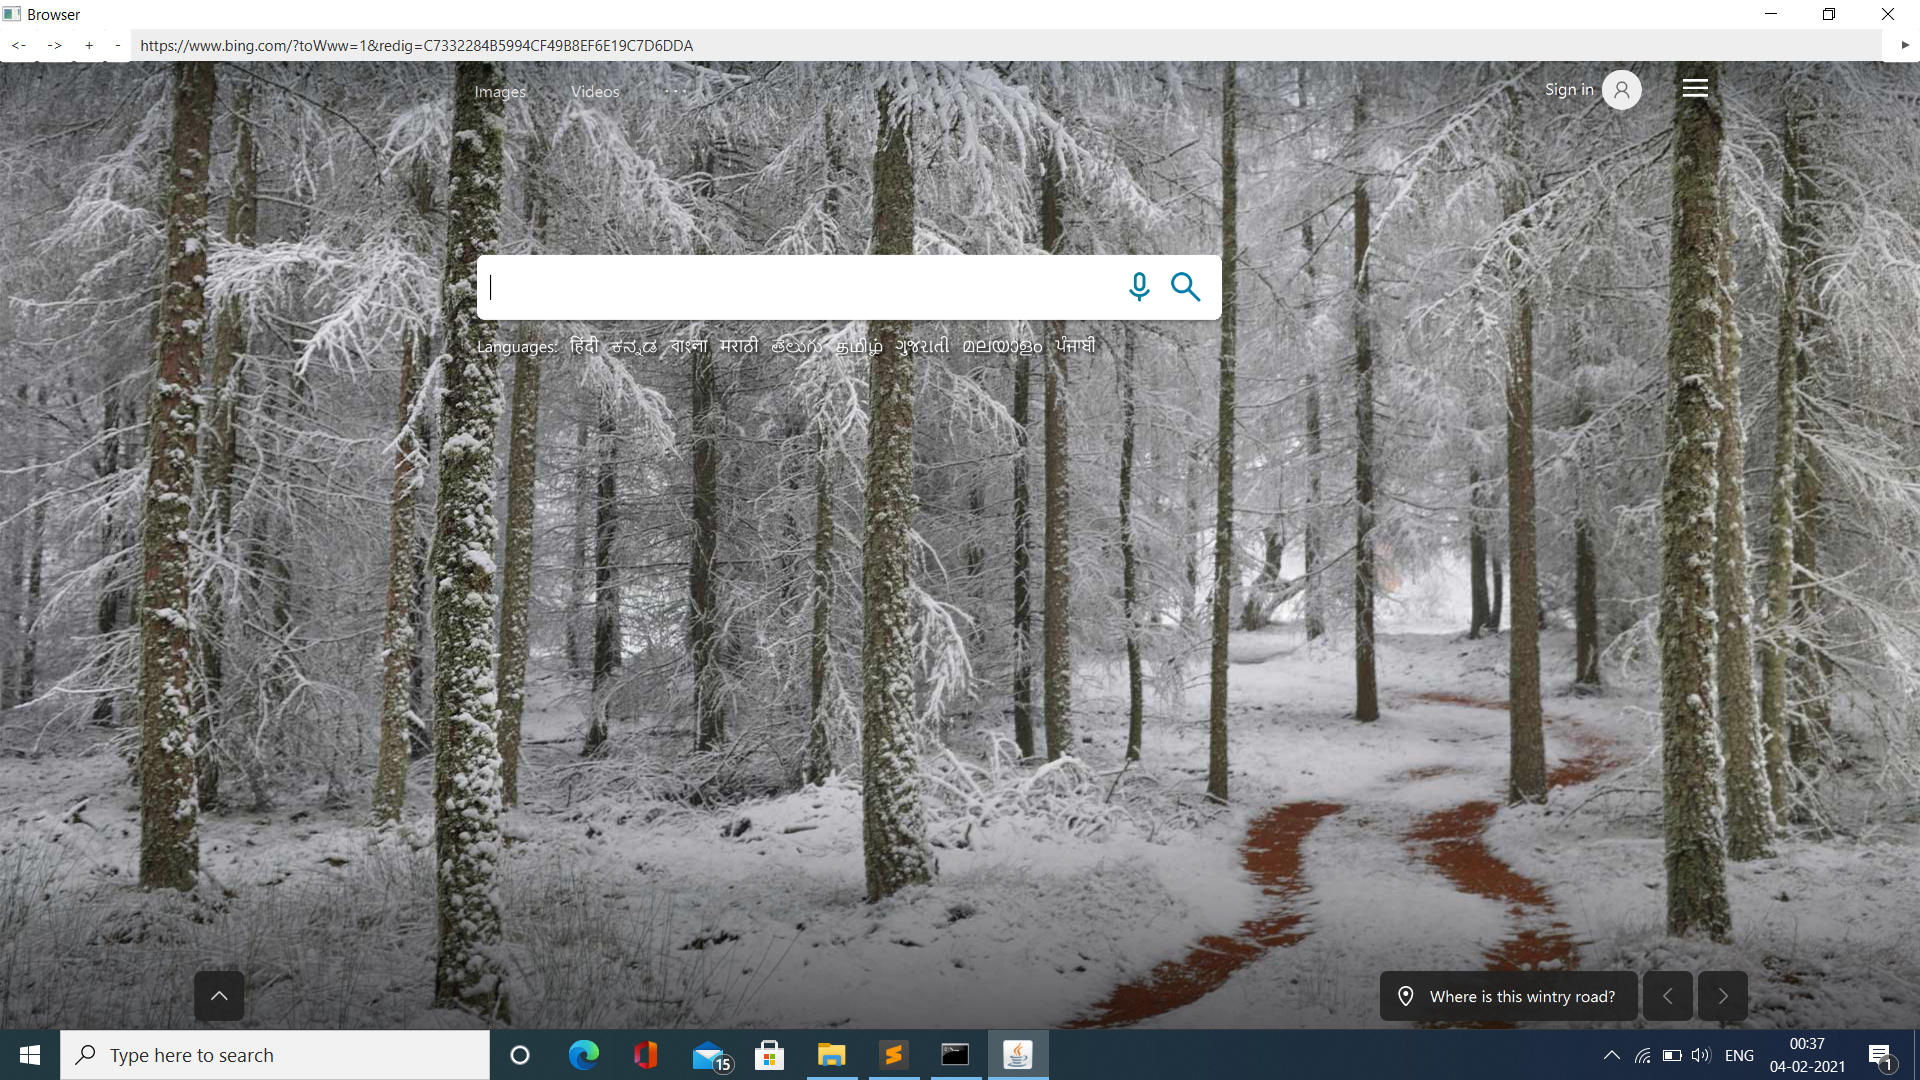 Browser
<- -> + - https://www.bing.com/?toWww=1&redig=C7332284B5994CF49B8EF6E19C7D6DDA
Images Videos ... Sign in
Languages: हिंदी ಕನ್ನಡ বাংলা मराठी తెలుగు தமிழ் ગુજરાતી മലയാളം ਪੰਜਾਬੀ
Where is this wintry road?
Type here to search
15
ENG
00:37
04-02-2021
1